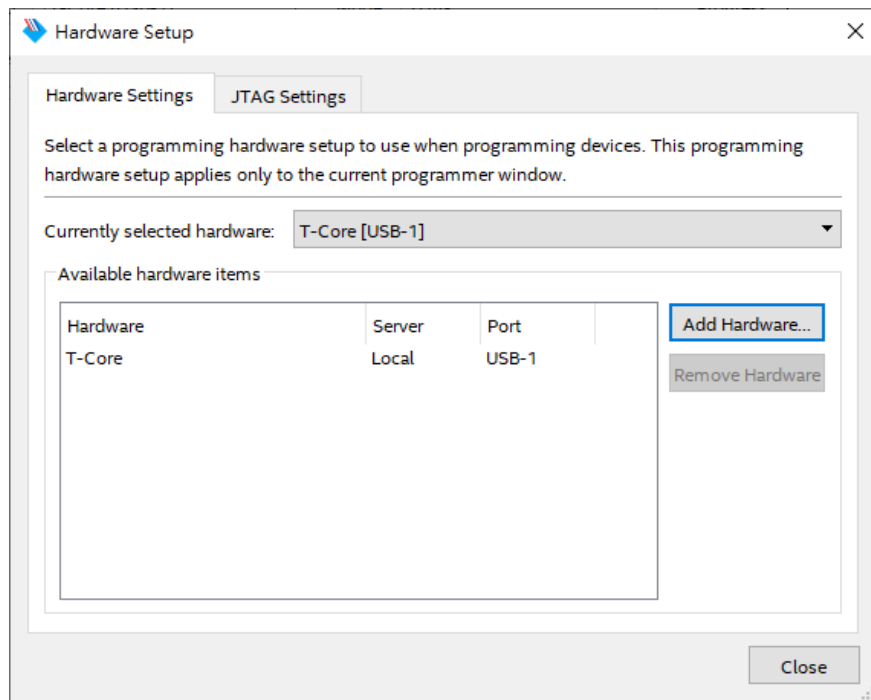 Hardware Setup
Hardware Settings
JTAG Settings
Select a programming hardware setup to use when programming devices. This programming
hardware setup applies only to the current programmer window.
Currently selected hardware: T-Core [USB-1]
Available hardware items
Hardware Server Port
T-Core Local USB-1
Add Hardware...
Remove Hardware
Close